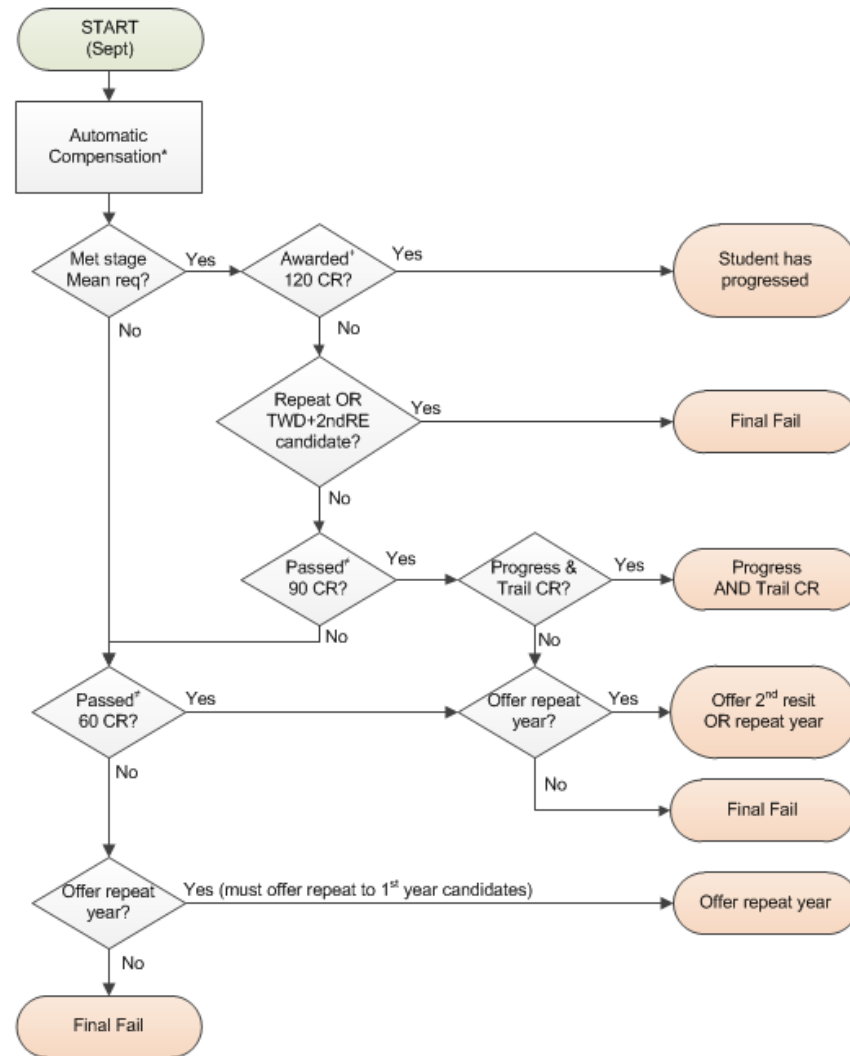 START
(Sept)
Automatic
Compensation*
Met stage
Mean req?
Yes
Awarded⁺
120 CR?
Yes
Student has
progressed
No
No
Repeat OR
TWD+2ndRE
candidate?
Yes
Final Fail
No
Passed≠
90 CR?
Yes
Progress &
Trail CR?
Yes
Progress
AND Trail CR
No
No
Passed≠
60 CR?
Yes
Offer repeat
year?
Yes
Offer 2nd resit
OR repeat year
No
No
Final Fail
Offer repeat
year?
Yes (must offer repeat to 1st year candidates)
Offer repeat year
No
Final Fail